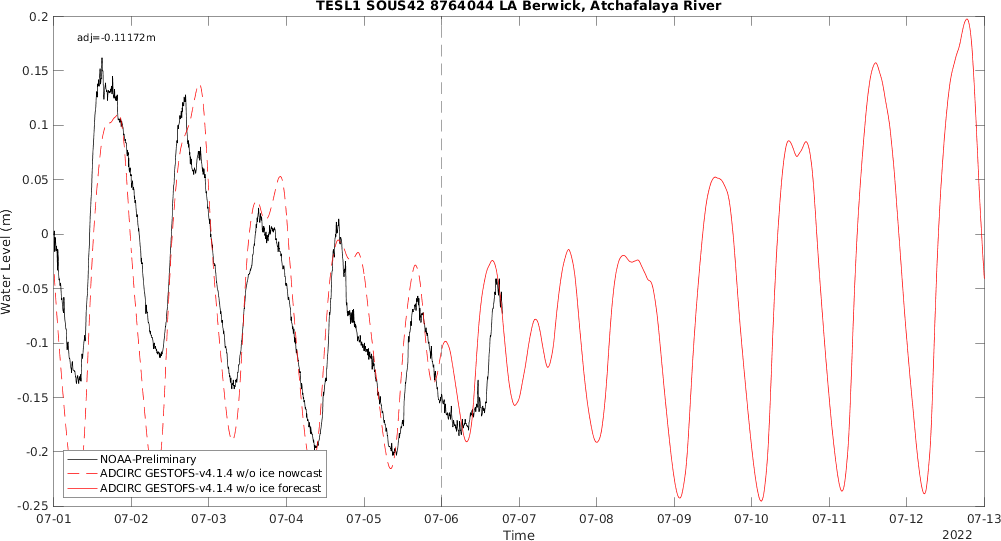 TESL1 SOUS42 8764044 LA Berwick, Atchafalaya River
adj=-0.11172m
0.2
0.15
0.1
0.05
0
-0.05
-0.1
-0.15
-0.2
-0.25
Water Level (m)
NOAA-Preliminary
ADCIRC GESTOFS-v4.1.4 w/o ice nowcast
ADCIRC GESTOFS-v4.1.4 w/o ice forecast
07-01 07-02 07-03 07-04 07-05 07-06 07-07 07-08 07-09 07-10 07-11 07-12 07-13
Time
2022